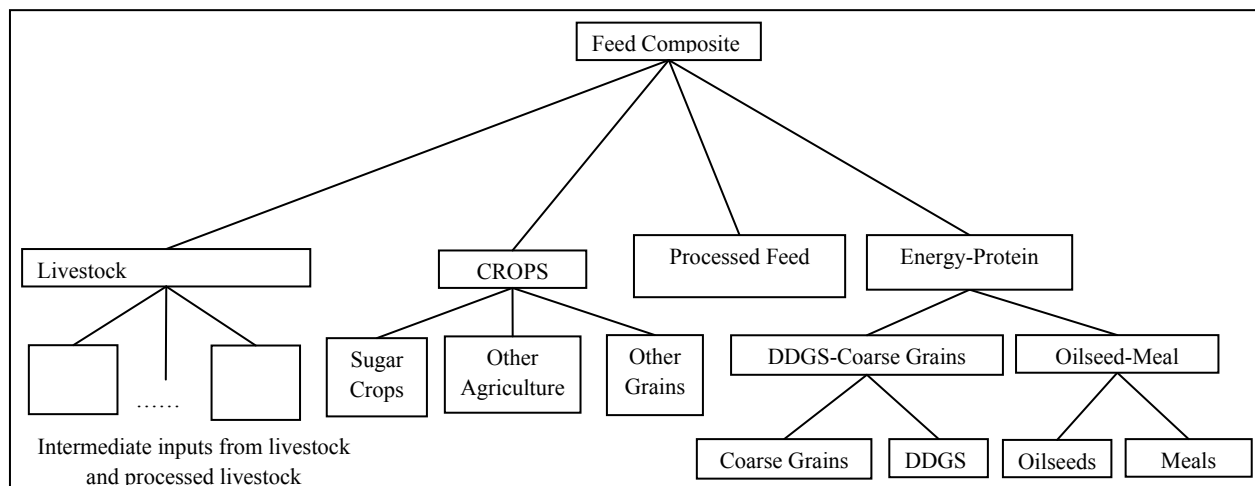 Feed Composite
Livestock
CROPS
Processed Feed
Energy-Protein
Sugar
Crops
Other
Agriculture
Other
Grains
DDGS-Coarse Grains
Oilseed-Meal
......
Intermediate inputs from livestock
and processed livestock
Coarse Grains
DDGS
Oilseeds
Meals